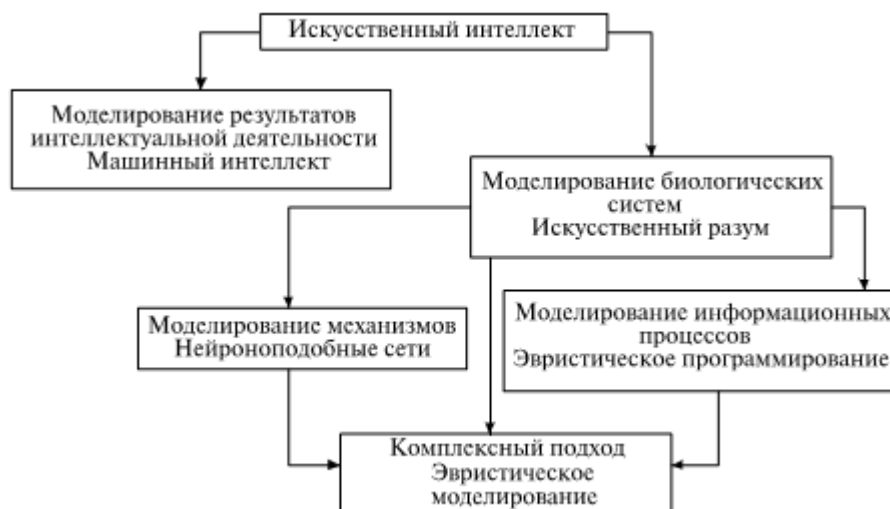 Искусственный интеллект
Моделирование результатов
интеллектуальной деятельности
Машинный интеллект
Моделирование биологических
систем
Искусственный разум
Моделирование механизмов
Нейроноподобные сети
Моделирование информационных
процессов
Эвристическое программирование
Комплексный подход
Эвристическое
моделирование